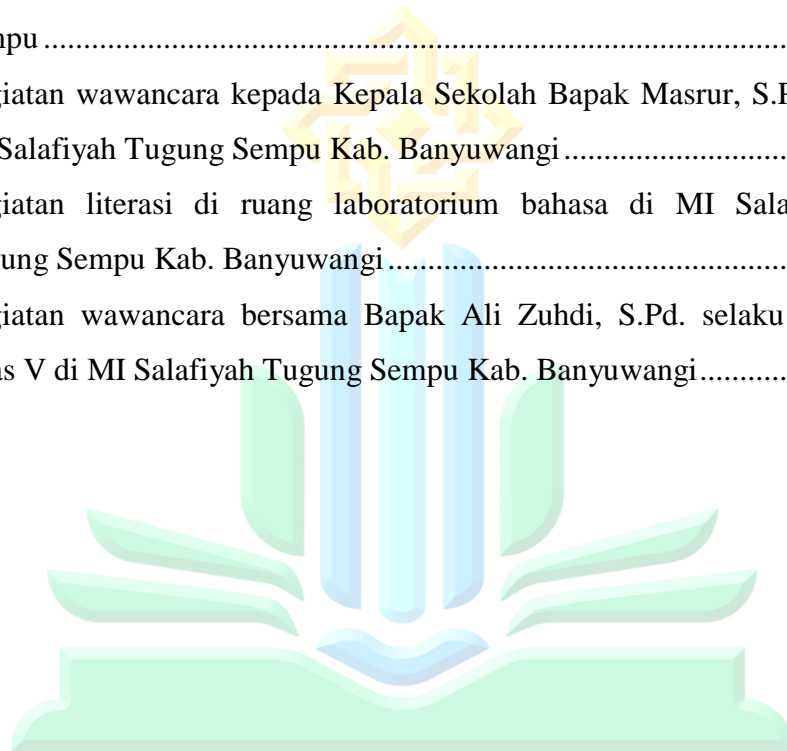 npu ........................................................................................
giatan wawancara kepada Kepala Sekolah Bapak Masrur, S.P
Salafiyah Tugung Sempu Kab. Banyuwangi ............................
giatan literasi di ruang laboratorium bahasa di MI Sala
ung Sempu Kab. Banyuwangi ..................................................
giatan wawancara bersama Bapak Ali Zuhdi, S.Pd. selaku
as V di MI Salafiyah Tugung Sempu Kab. Banyuwangi ...........